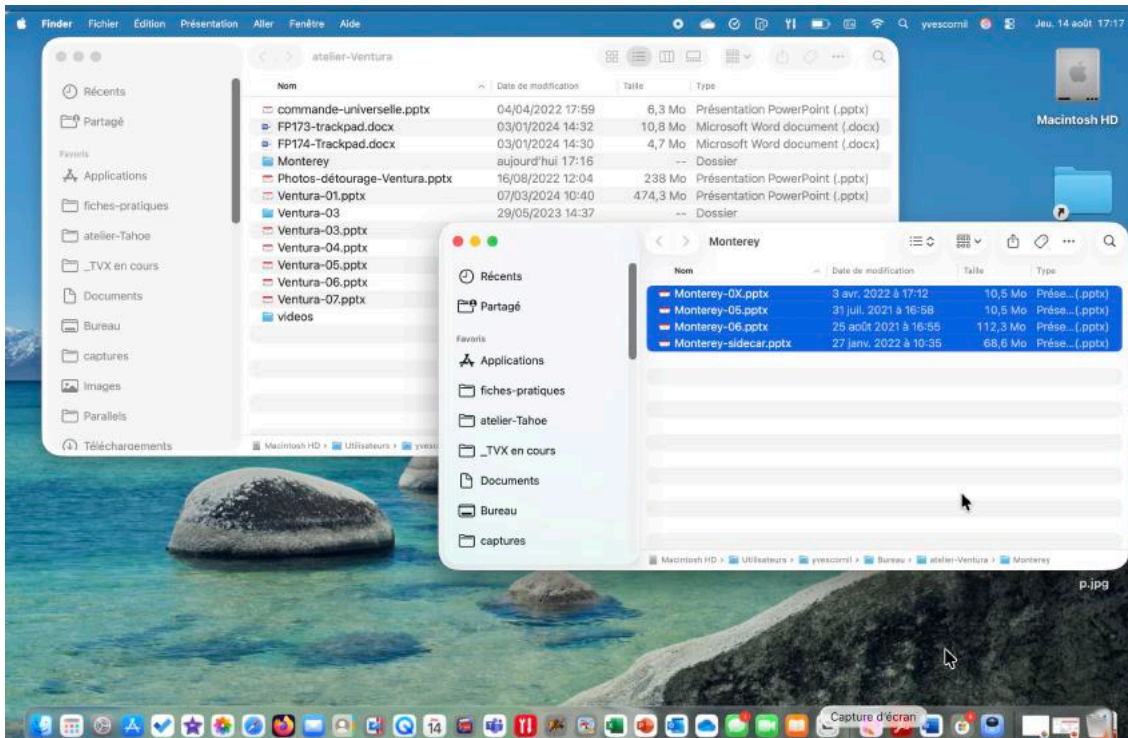 Finder Fichier Édition Présentation Aller Fenêtre Aide yvescornil Jeu. 14 août 17:17
atelier-Ventura
Récents
Partagé
Favoris
Applications
fiches-pratiques
atelier-Tahoe
_TVX en cours
Documents
Bureau
captures
Images
Parallels
Téléchargements
Nom Date de modification Taille Type
commande-universelle.pptx 04/04/2022 17:59 6,3 Mo Présentation PowerPoint (.pptx)
FP173-trackpad.docx 03/01/2024 14:32 10,8 Mo Microsoft Word document (.docx)
FP174-Trackpad.docx 03/01/2024 14:30 4,7 Mo Microsoft Word document (.docx)
Monterey aujourd'hui 17:16 -- Dossier
Photos-détourage-Ventura.pptx 16/08/2022 12:04 238 Mo Présentation PowerPoint (.pptx)
Ventura-01.pptx 07/03/2024 10:40 474,3 Mo Présentation PowerPoint (.pptx)
Ventura-03 29/05/2023 14:37 -- Dossier
Ventura-03.pptx
Ventura-04.pptx
Ventura-05.pptx
Ventura-06.pptx
Ventura-07.pptx
videos
Macintosh HD › Utilisateurs ›
Macintosh HD
Monterey
Récents
Partagé
Favoris
Applications
fiches-pratiques
atelier-Tahoe
_TVX en cours
Documents
Bureau
captures
Nom Date de modification Taille Type
Monterey-0X.pptx 3 avr. 2022 à 17:12 10,5 Mo Prése...(.pptx)
Monterey-05.pptx 31 juil. 2021 à 16:58 10,5 Mo Prése...(.pptx)
Monterey-06.pptx 25 août 2021 à 16:55 112,3 Mo Prése...(.pptx)
Monterey-sidecar.pptx 27 janv. 2022 à 10:35 68,6 Mo Prése...(.pptx)
Macintosh HD › Utilisateurs › yvescornil › Bureau › atelier-Ventura › Monterey
p.jpg
Capture d'écran
14